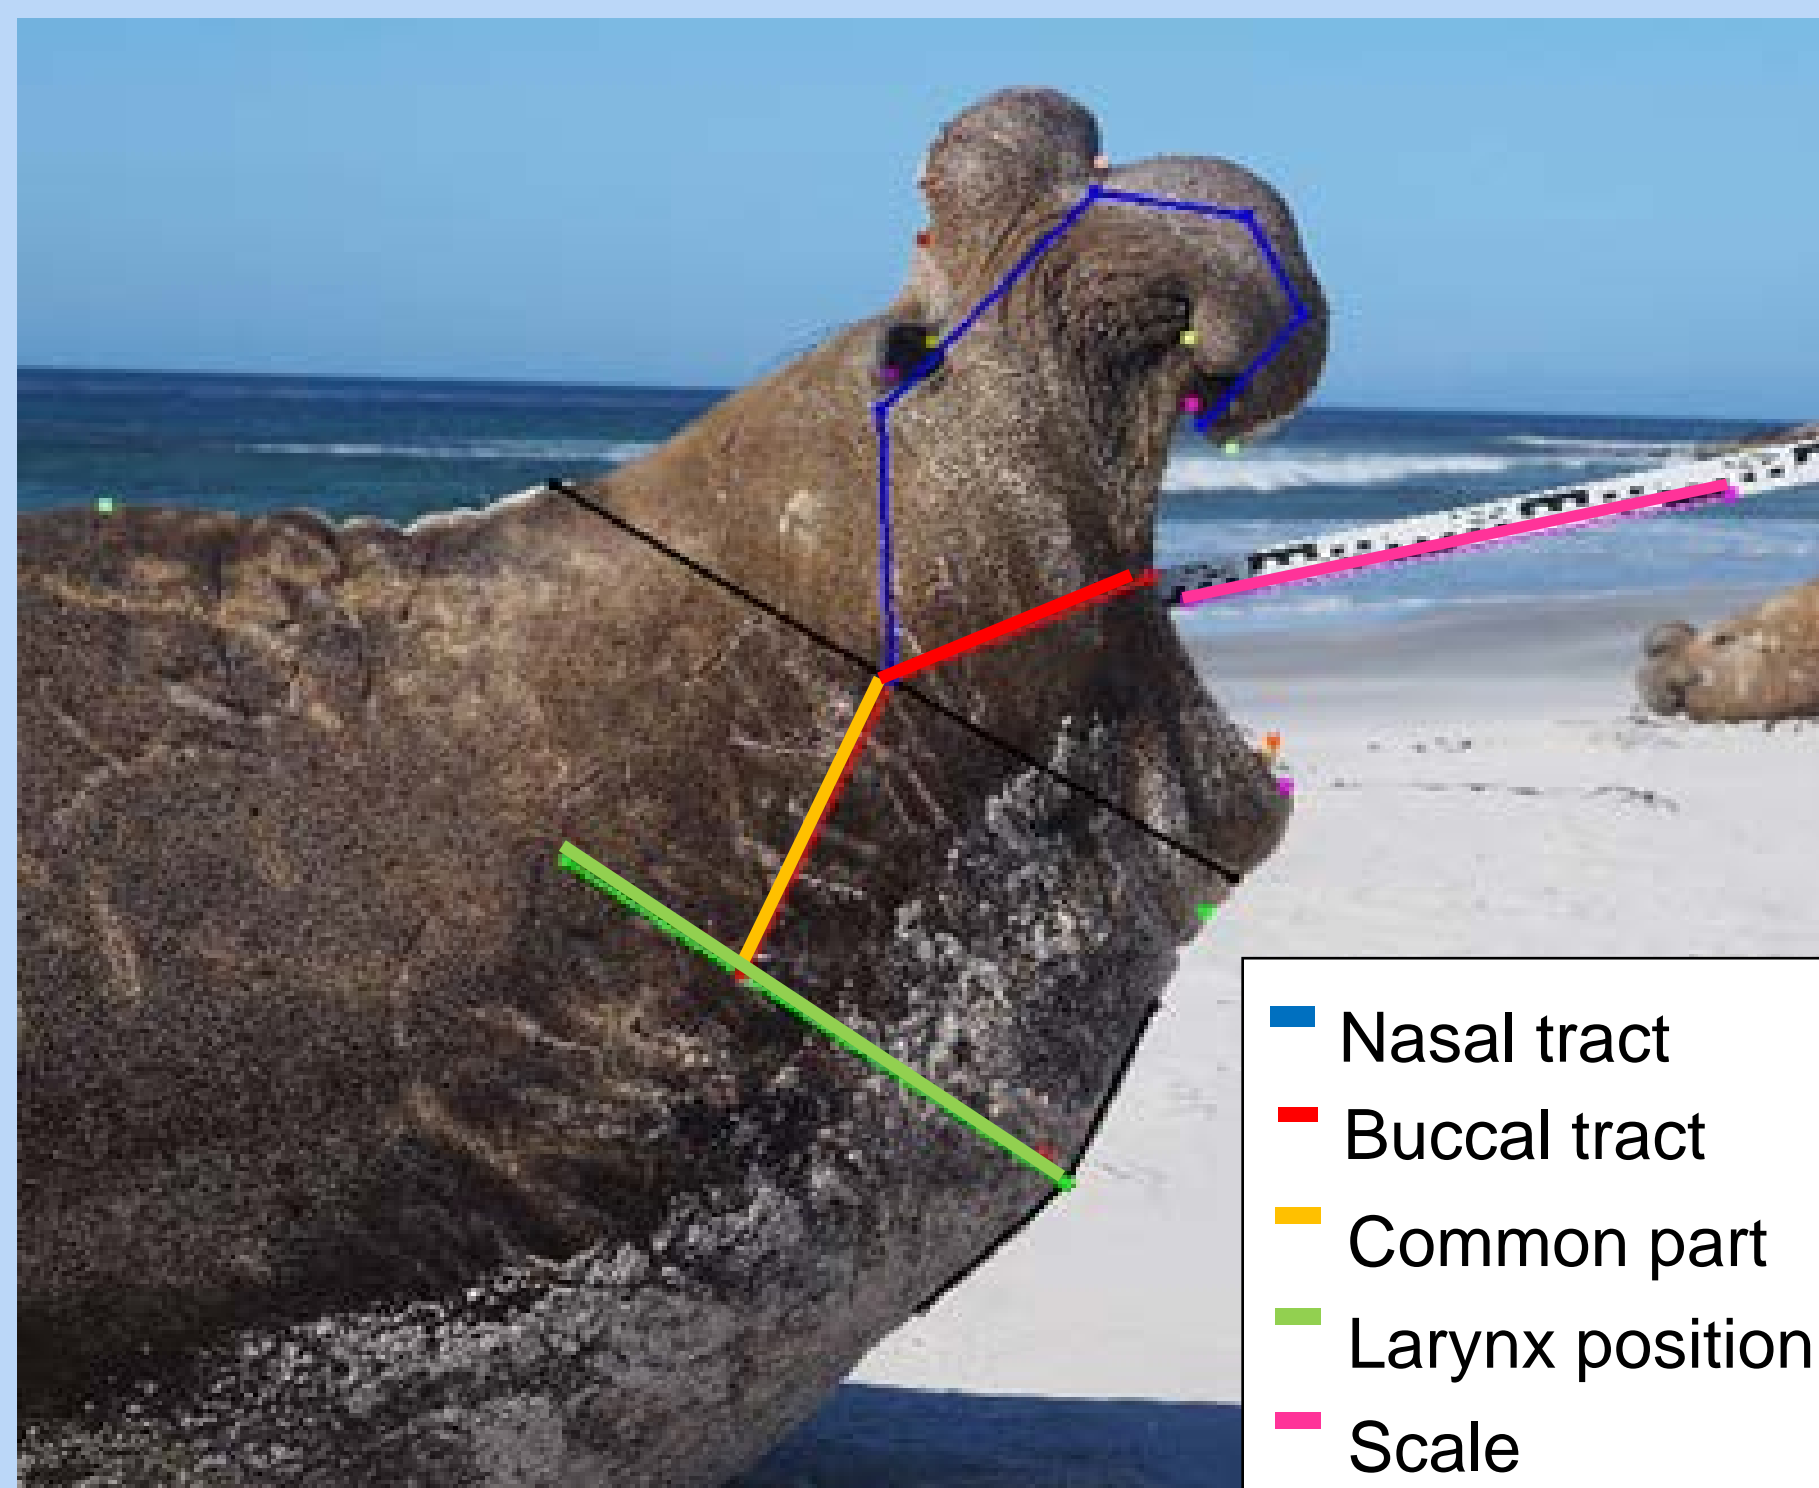 Nasal tract
Buccal tract
Common part
Larynx position
Scale